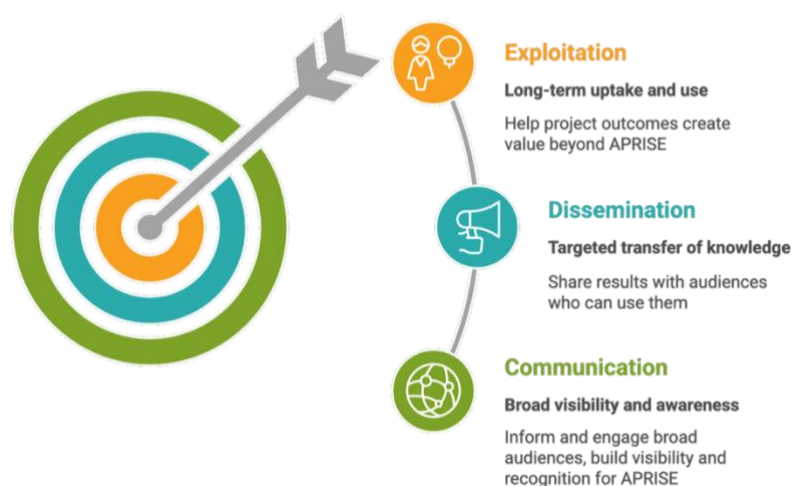 Exploitation
Long-term uptake and use
Help project outcomes create
value beyond APRISE
Dissemination
Targeted transfer of knowledge
Share results with audiences
who can use them
Communication
Broad visibility and awareness
Inform and engage broad
audiences, build visibility and
recognition for APRISE